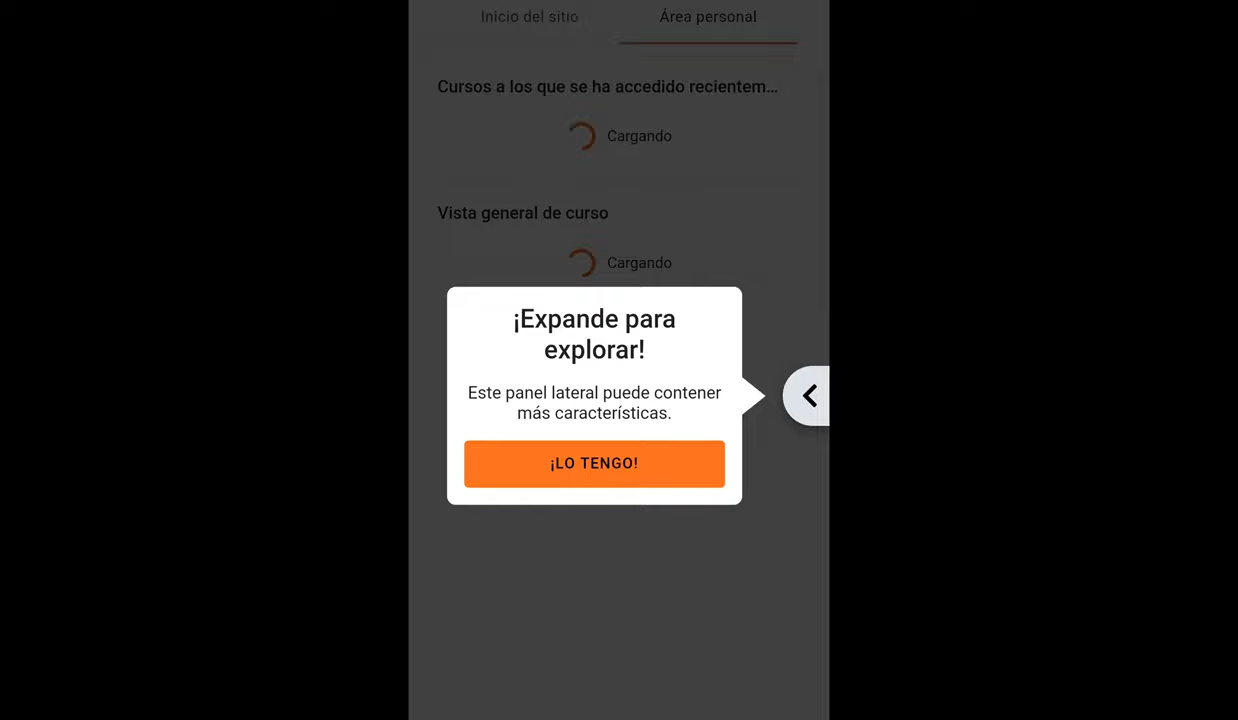 Inicio del sitio
Área personal
Cursos a los que se ha accedido recientem...
Cargando
Vista general de curso
Cargando
¡Expande para
explorar!
Este panel lateral puede contener
más características.
¡LO TENGO!